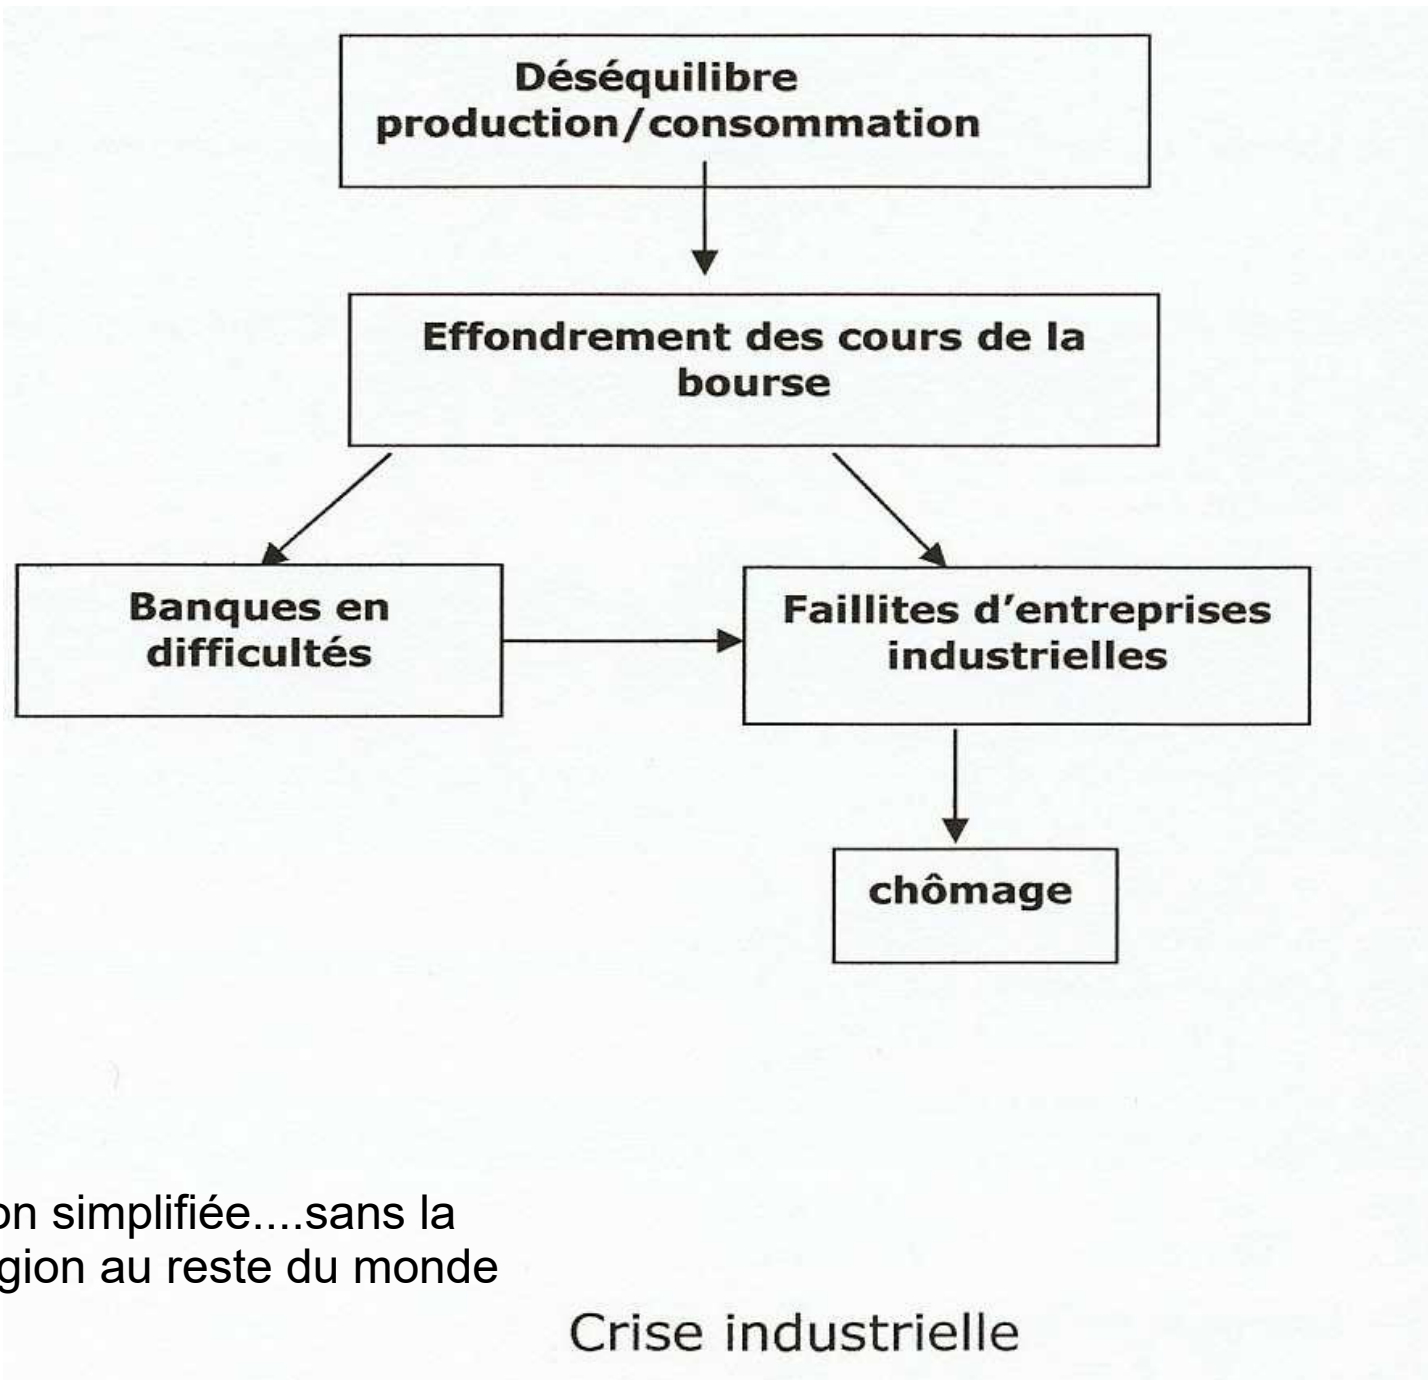 Déséquilibre
production/consommation
Effondrement des cours de la
bourse
Banques en
difficultés
Faillites d’entreprises
industrielles
chômage
on simplifiée....sans la
gion au reste du monde
Crise industrielle